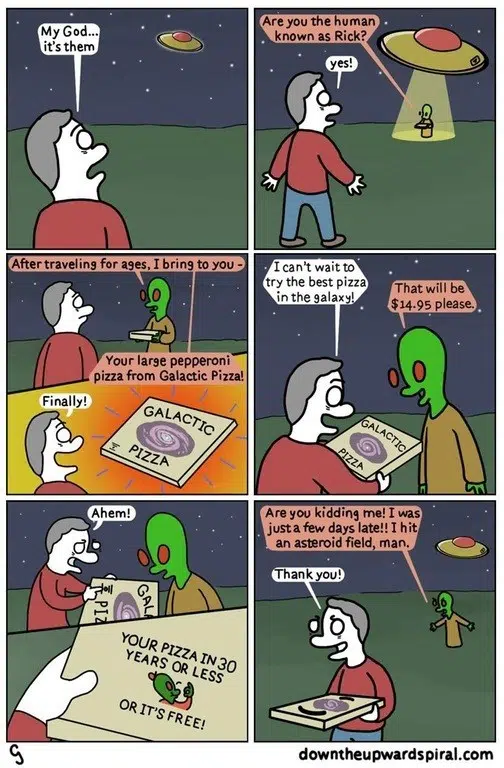 My God...
it's them
Are you the human
known as Rick?
yes!
After traveling for ages, I bring to you -
Your large pepperoni
pizza from Galactic Pizza!
Finally!
GALACTIC
PIZZA
I can't wait to
try the best pizza
in the galaxy!
That will be
$14.95 please.
GALACTIC
PIZZA
Ahem!
GAL
PIZ
YOUR PIZZA IN 30
YEARS OR LESS
OR IT'S FREE!
Are you kidding me! I was
just a few days late!! I hit
an asteroid field, man.
Thank you!
downtheupwardspiral.com